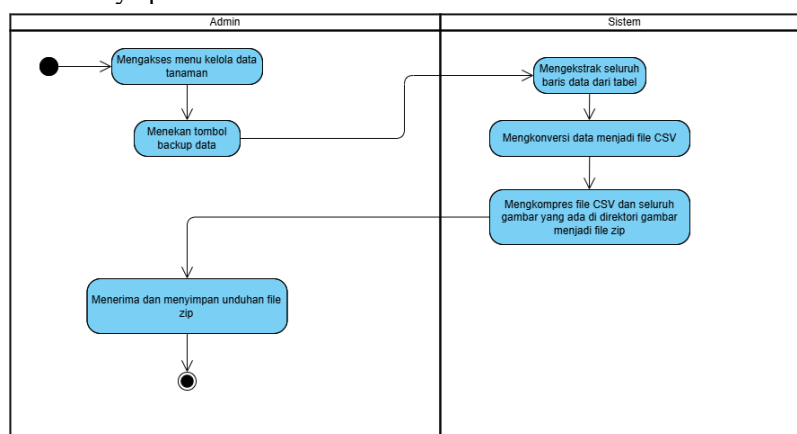 Admin
Sistem
Mengakses menu kelola data
tanaman
Menekan tombol
backup data
Mengekstrak seluruh
baris data dari tabel
Mengkonversi data menjadi file CSV
Mengkompres file CSV dan seluruh
gambar yang ada di direktori gambar
menjadi file zip
Menerima dan menyimpan unduhan file
zip